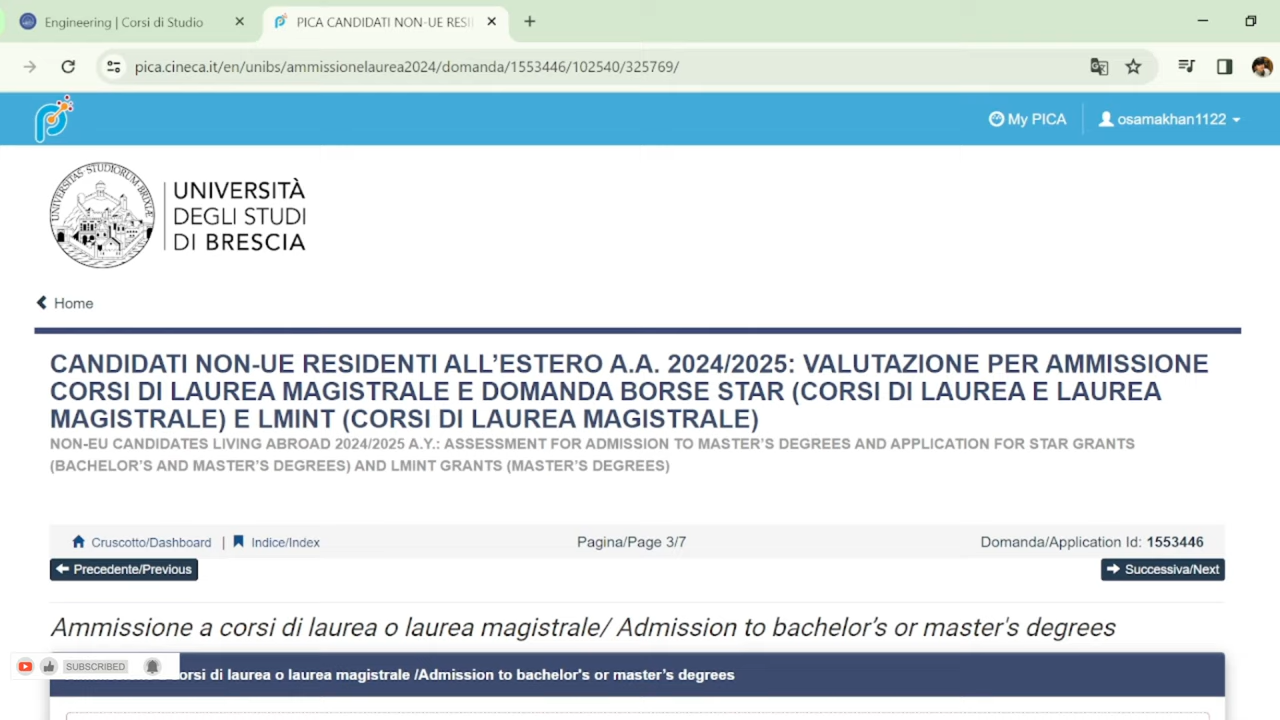 Engineering | Corsi di Studio
PICA CANDIDATI NON-UE RESI
pica.cineca.it/en/unibs/ammissionelaurea2024/domanda/1553446/102540/325769/
My PICA
osamakhan1122
UNIVERSITÀ
DEGLI STUDI
DI BRESCIA
Home
CANDIDATI NON-UE RESIDENTI ALL’ESTERO A.A. 2024/2025: VALUTAZIONE PER AMMISSIONE
CORSI DI LAUREA MAGISTRALE E DOMANDA BORSE STAR (CORSI DI LAUREA E LAUREA
MAGISTRALE) E LMINT (CORSI DI LAUREA MAGISTRALE)
NON-EU CANDIDATES LIVING ABROAD 2024/2025 A.Y.: ASSESSMENT FOR ADMISSION TO MASTER’S DEGREES AND APPLICATION FOR STAR GRANTS
(BACHELOR’S AND MASTER’S DEGREES) AND LMINT GRANTS (MASTER’S DEGREES)
Cruscotto/Dashboard | Indice/Index
Pagina/Page 3/7
Domanda/Application Id: 1553446
Precedente/Previous
Successiva/Next
Ammissione a corsi di laurea o laurea magistrale/ Admission to bachelor’s or master's degrees
SUBSCRIBED
orsi di laurea o laurea magistrale /Admission to bachelor's or master’s degrees